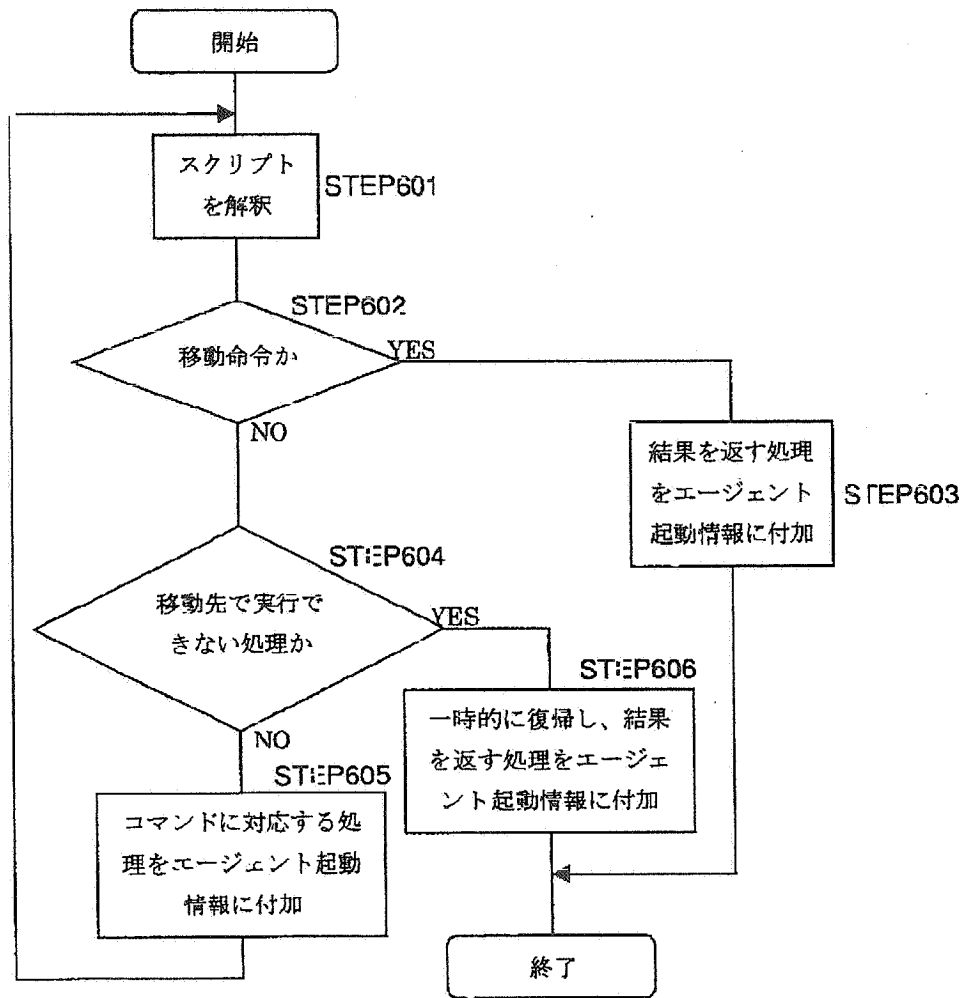 開始
スクリプト
を解釈
STEP601
STEP602
移動命令か
YES
NO
結果を返す処理
をエージェント
起動情報に付加
STEP603
STEP604
移動先で実行で
きない処理か
YES
NO
STEP606
一時的に復帰し、結果
を返す処理をエージェ
ント起動情報に付加
STEP605
コマンドに対応する処
理をエージェント起動
情報に付加
終了